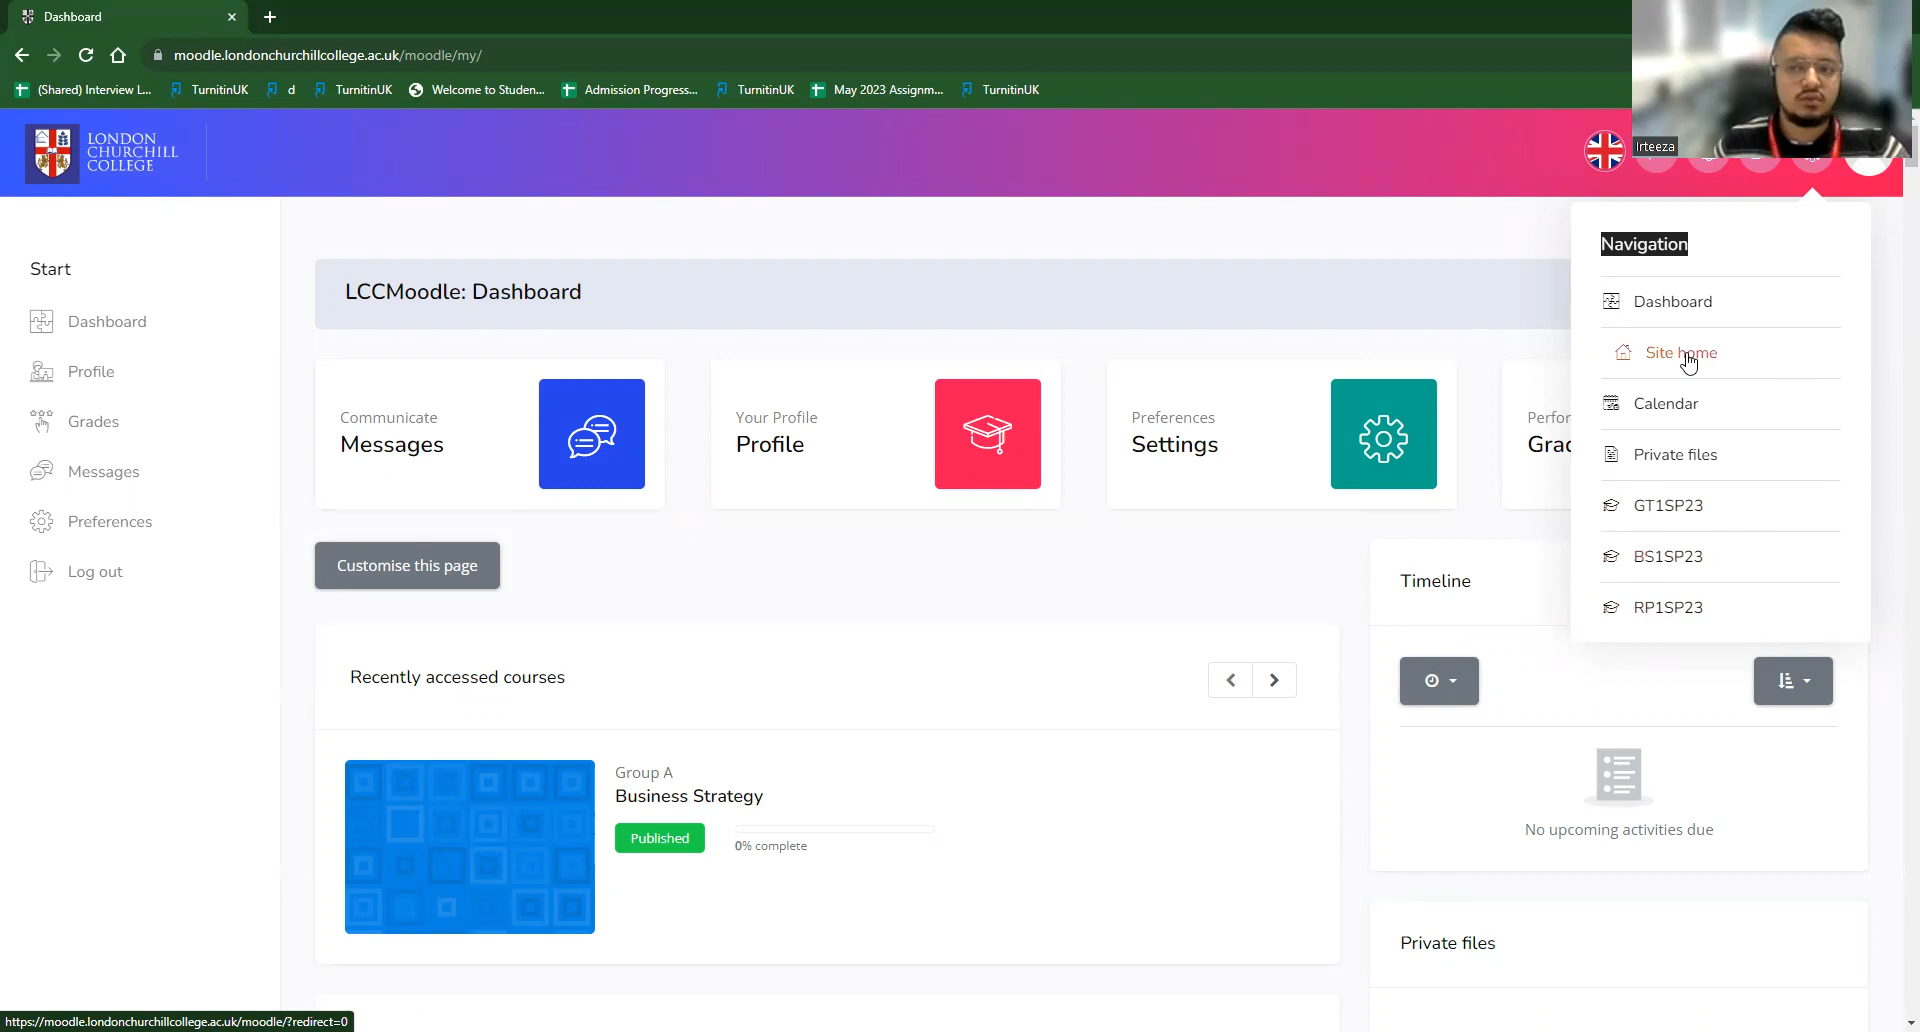 Dashboard
moodle.londonchurchillcollege.ac.uk/moodle/my/
(Shared) Interview L...
TurnitinUK
d
TurnitinUK
Welcome to Studen...
Admission Progress...
TurnitinUK
May 2023 Assignm...
TurnitinUK
LONDON
CHURCHILL
COLLEGE
Irteeza
Start
Dashboard
Profile
Grades
Messages
Preferences
Log out
LCCMoodle: Dashboard
Communicate
Messages
Your Profile
Profile
Preferences
Settings
Perfor
Grad
Navigation
Dashboard
Site home
Calendar
Private files
GT1SP23
BS1SP23
RP1SP23
Customise this page
Recently accessed courses
Group A
Business Strategy
Published
0% complete
Timeline
No upcoming activities due
Private files
https://moodle.londonchurchillcollege.ac.uk/moodle/?redirect=0